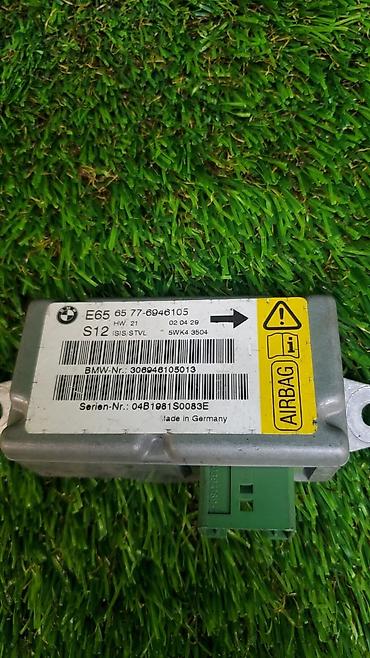 E65 65 77-6946105
HW. 21 02 04 29
S12 ISIS/STVL 5WK4 3504
BMW-Nr.: 306946105013
Serien-Nr.: 04B1981S0083E
Made in Germany
AIRBAG